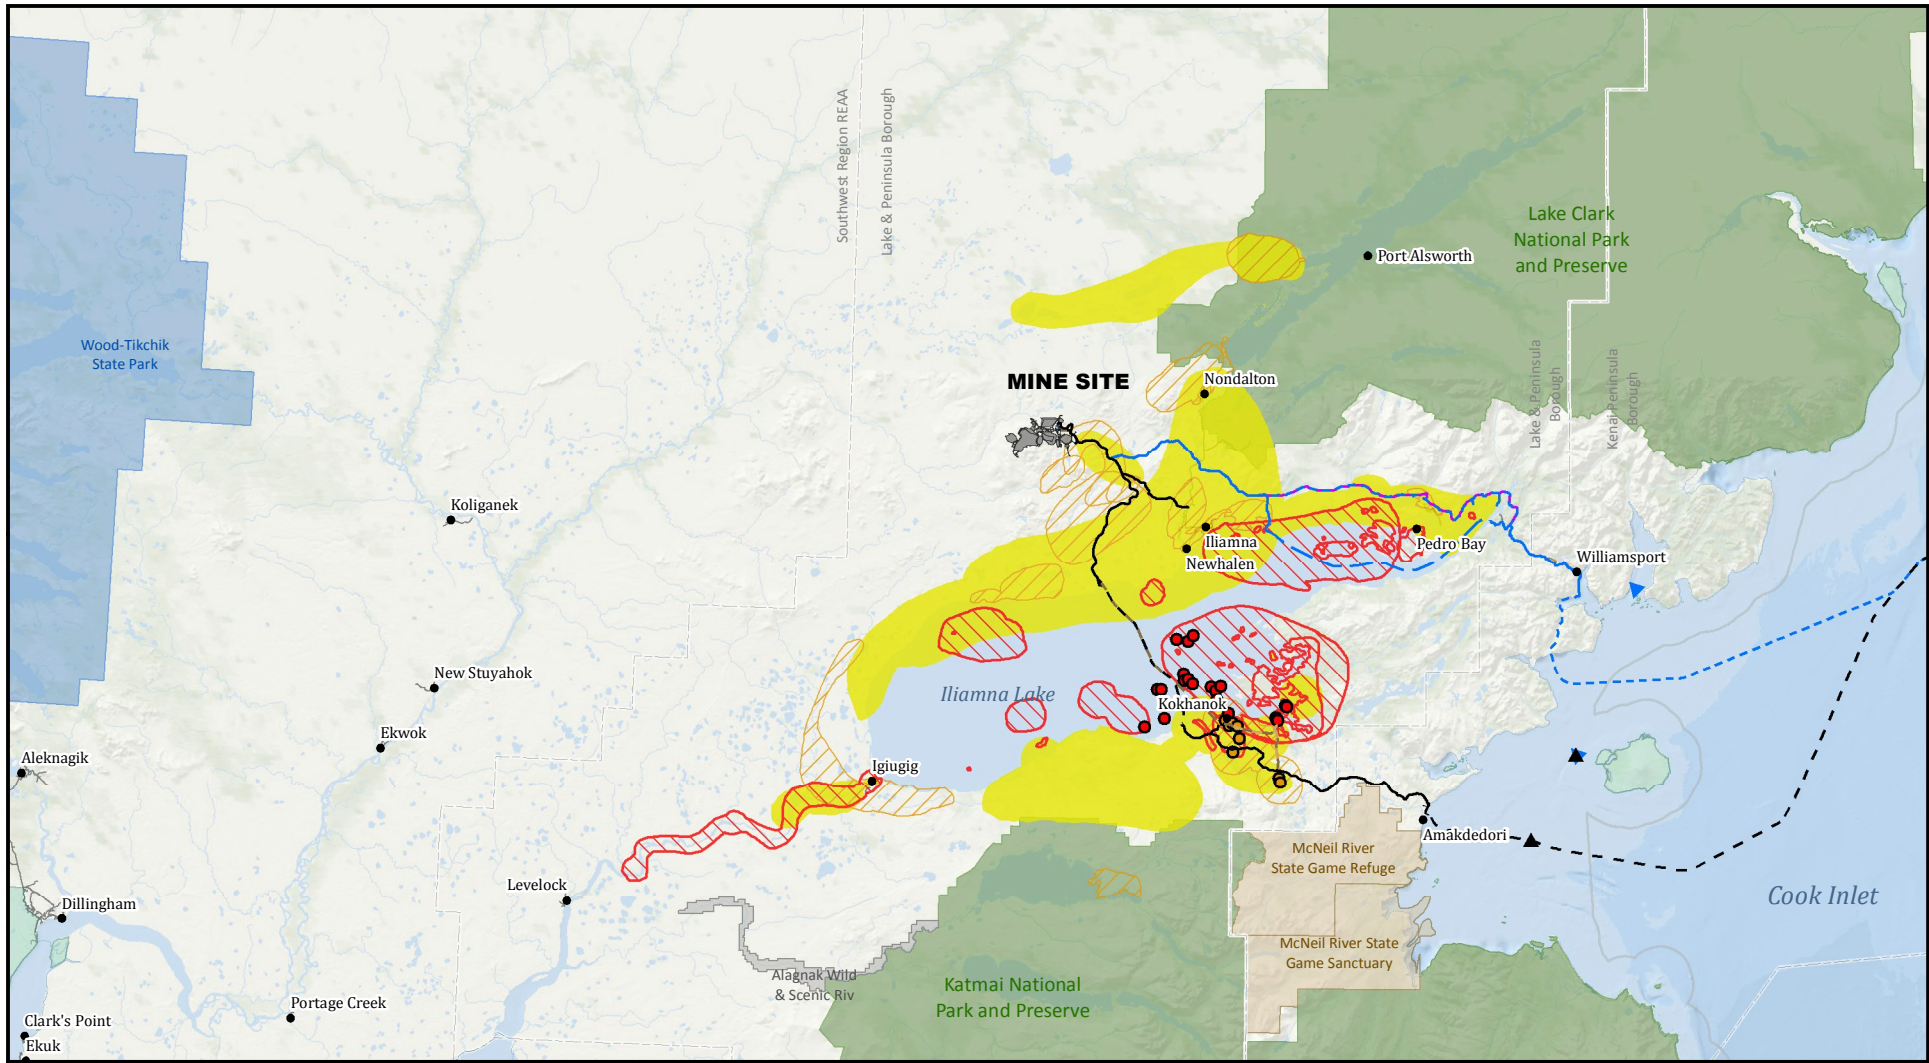 Southwest Region REAA
Lake & Peninsula Borough
Lake Clark
National Park
and Preserve
Port Alsworth
Wood-Tikchik
State Park
MINE SITE
Nondalton
Lake & Peninsula
Borough
Kenai Peninsula
Borough
Koliganek
Iliamna
Newhalen
Pedro Bay
Williamsport
New Stuyahok
Iliamna Lake
Kokhanok
Ekwok
Aleknagik
Igiugig
Amakdedori
McNeil River
State Game Refuge
Levelock
Dillingham
Cook Inlet
McNeil River State
Game Sanctuary
Alagnak Wild
& Scenic Riv
Katmai National
Park and Preserve
Portage Creek
Clark's Point
Ekuk